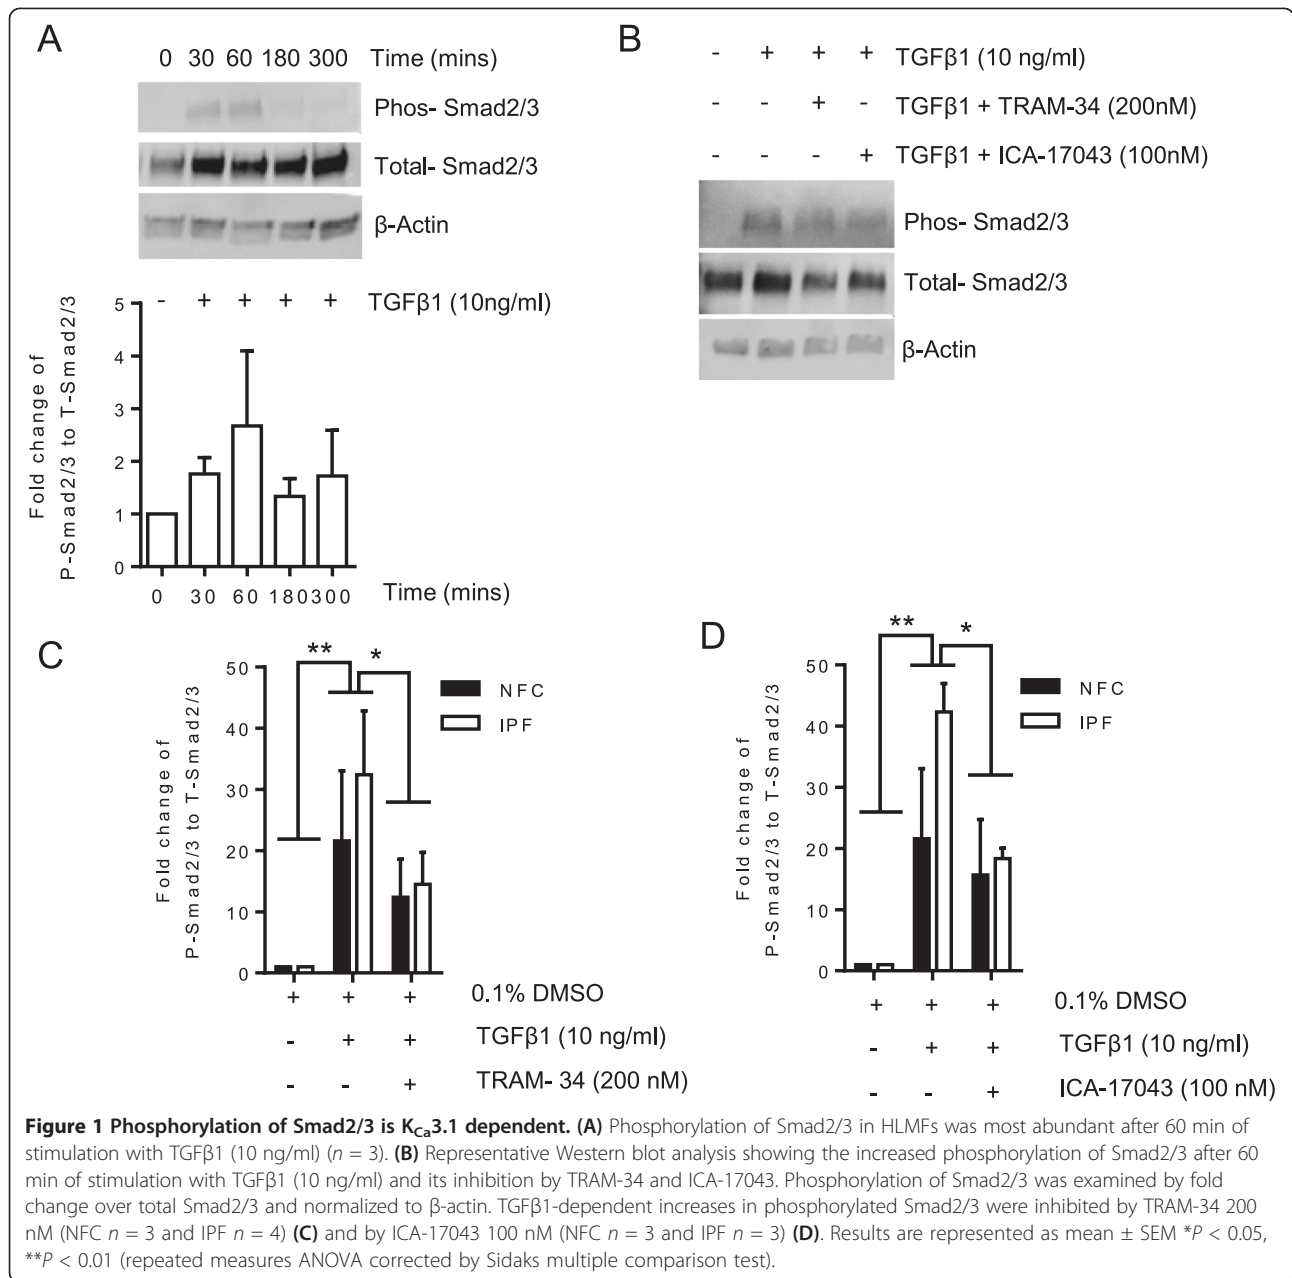 A
0 30 60 180 300 Time (mins)
Phos- Smad2/3
Total- Smad2/3
β-Actin
- + + + + TGFβ1 (10ng/ml)
Fold change of
P-Smad2/3 to T-Smad2/3
5
4
3
2
1
0
0 30 60 180 300 Time (mins)
B
- + + + TGFβ1 (10 ng/ml)
- - + - TGFβ1 + TRAM-34 (200nM)
- - - + TGFβ1 + ICA-17043 (100nM)
Phos- Smad2/3
Total- Smad2/3
β-Actin
C
Fold change of
P-Smad2/3 to T-Smad2/3
50
40
30
20
10
0
** *
NFC
IPF
+ + + 0.1% DMSO
- + + TGFβ1 (10 ng/ml)
- - + TRAM- 34 (200 nM)
D
Fold change of
P-Smad2/3 to T-Smad2/3
50
40
30
20
10
0
** *
NFC
IPF
+ + + 0.1% DMSO
- + + TGFβ1 (10 ng/ml)
- - + ICA-17043 (100 nM)
Figure 1 Phosphorylation of Smad2/3 is KCa3.1 dependent. (A) Phosphorylation of Smad2/3 in HLMFs was most abundant after 60 min of
stimulation with TGFβ1 (10 ng/ml) (n = 3). (B) Representative Western blot analysis showing the increased phosphorylation of Smad2/3 after 60
min of stimulation with TGFβ1 (10 ng/ml) and its inhibition by TRAM-34 and ICA-17043. Phosphorylation of Smad2/3 was examined by fold
change over total Smad2/3 and normalized to β-actin. TGFβ1-dependent increases in phosphorylated Smad2/3 were inhibited by TRAM-34 200
nM (NFC n = 3 and IPF n = 4) (C) and by ICA-17043 100 nM (NFC n = 3 and IPF n = 3) (D). Results are represented as mean ± SEM *P < 0.05,
**P < 0.01 (repeated measures ANOVA corrected by Sidaks multiple comparison test).